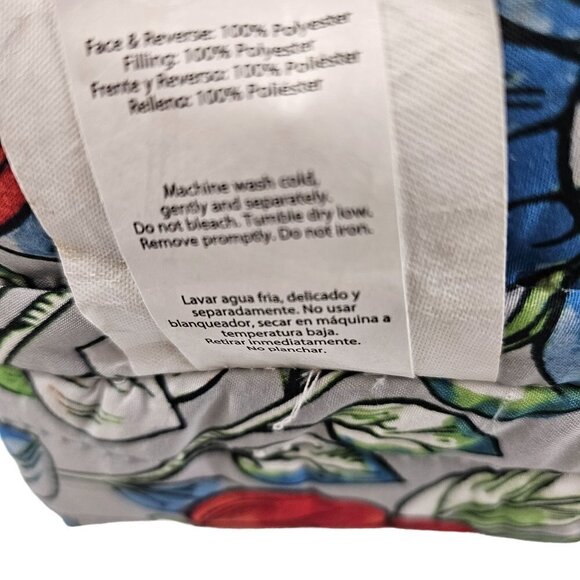 Face & Reverse: 100% Polyester
Filling: 100% Polyester
Frente y Reverso: 100% Poliéster
Relleno: 100% Poliéster
Machine wash cold,
gently and separately.
Do not bleach. Tumble dry low.
Remove promptly. Do not iron.
Lavar agua fria, delicado y
separadamente. No usar
blanqueador, secar en máquina a
temperatura baja.
Retirar inmediatamente.
No planchar.